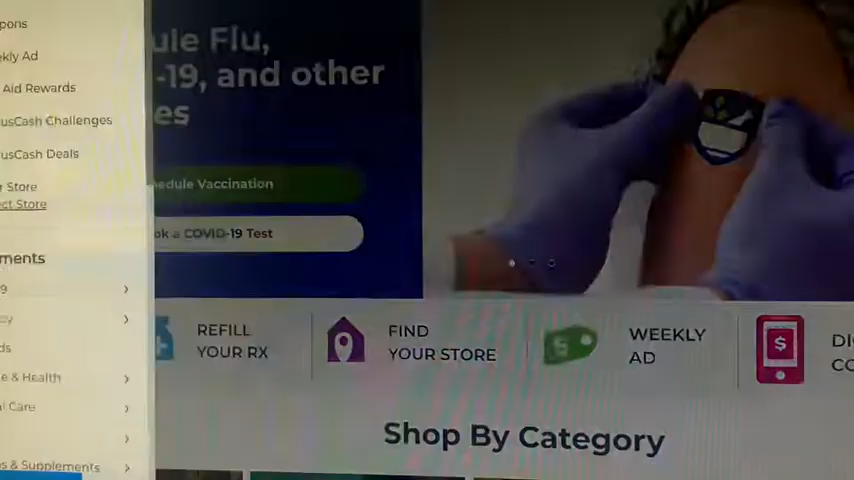 pons
ekly Ad
Aid Rewards
usCash Challenges
usCash Deals
r Store
ect Store
ments
9
cy
ds
e & Health
al Care
s & Supplements
ule Flu,
-19, and other
es
edule Vaccination
ok a COVID-19 Test
REFILL
YOUR RX
FIND
YOUR STORE
$
WEEKLY
AD
$
DI
CO
Shop By Category